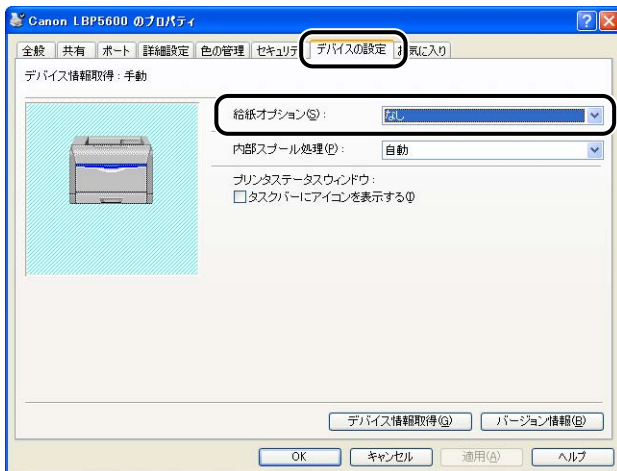 Canon LBP5600 のプロパティ
全般 共有 ポート 詳細設定 色の管理 セキュリテ デバイスの設定 お気に入り
デバイス情報取得：手動
給紙オプション(S)： なし
内部スプール処理(P)： 自動
プリンタステータスウィンドウ：
タスクバーにアイコンを表示する(I)
デバイス情報取得(G) バージョン情報(B)
OK キャンセル 適用(A) ヘルプ